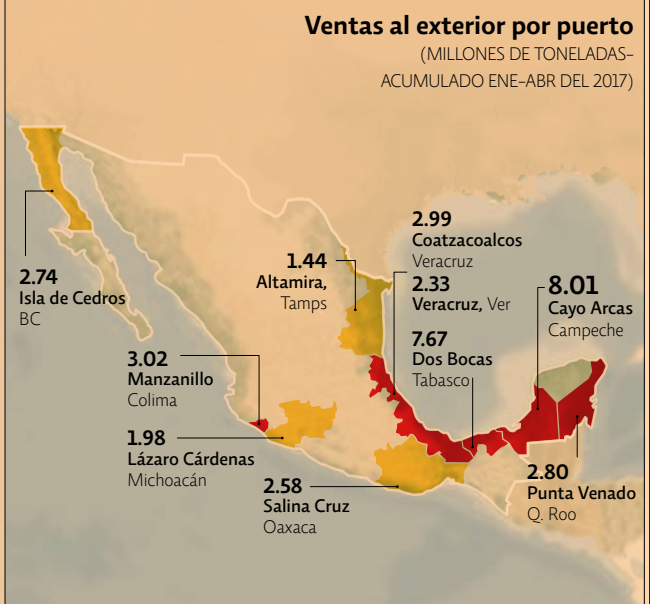 Ventas al exterior por puerto
(MILLONES DE TONELADAS–
ACUMULADO ENE–ABR DEL 2017)
2.74
Isla de Cedros
BC
1.44
Altamira,
Tamps
2.99
Coatzacoalcos
Veracruz
2.33
Veracruz, Ver
7.67
Dos Bocas
Tabasco
8.01
Cayo Arcas
Campeche
3.02
Manzanillo
Colima
1.98
Lázaro Cárdenas
Michoacán
2.58
Salina Cruz
Oaxaca
2.80
Punta Venado
Q. Roo